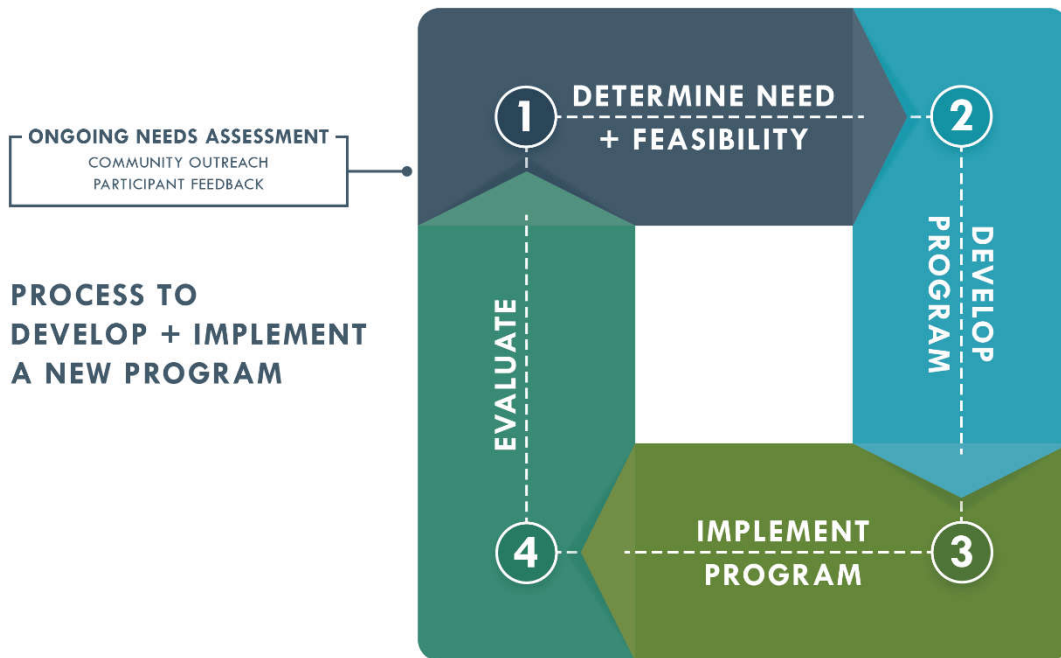 ONGOING NEEDS ASSESSMENT
COMMUNITY OUTREACH
PARTICIPANT FEEDBACK
PROCESS TO
DEVELOP + IMPLEMENT
A NEW PROGRAM
1
DETERMINE NEED
+ FEASIBILITY
2
DEVELOP
PROGRAM
3
IMPLEMENT
PROGRAM
4
EVALUATE